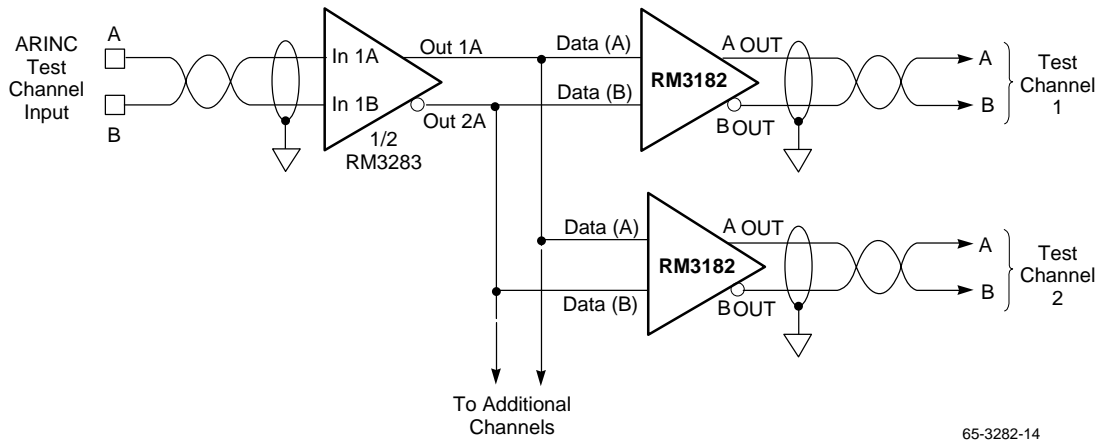 ARINC
Test
Channel
Input
A
B
In 1A
In 1B
1/2
RM3283
Out 1A
Out 2A
Data (A)
Data (B)
RM3182
A OUT
B OUT
A
B
Test
Channel
1
Data (A)
Data (B)
RM3182
A OUT
B OUT
A
B
Test
Channel
2
To Additional
Channels
65-3282-14